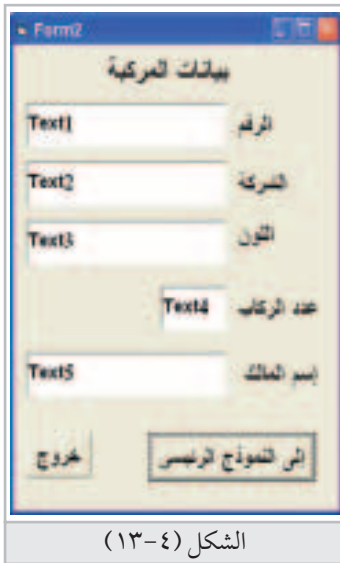 Form2
بيانات المركبة
الرقم Text1
الشركة Text2
اللون Text3
عدد الركاب Text4
إسم المالك Text5
إلى النموذج الرئيسى خروج
الشكل (٤-١٣)